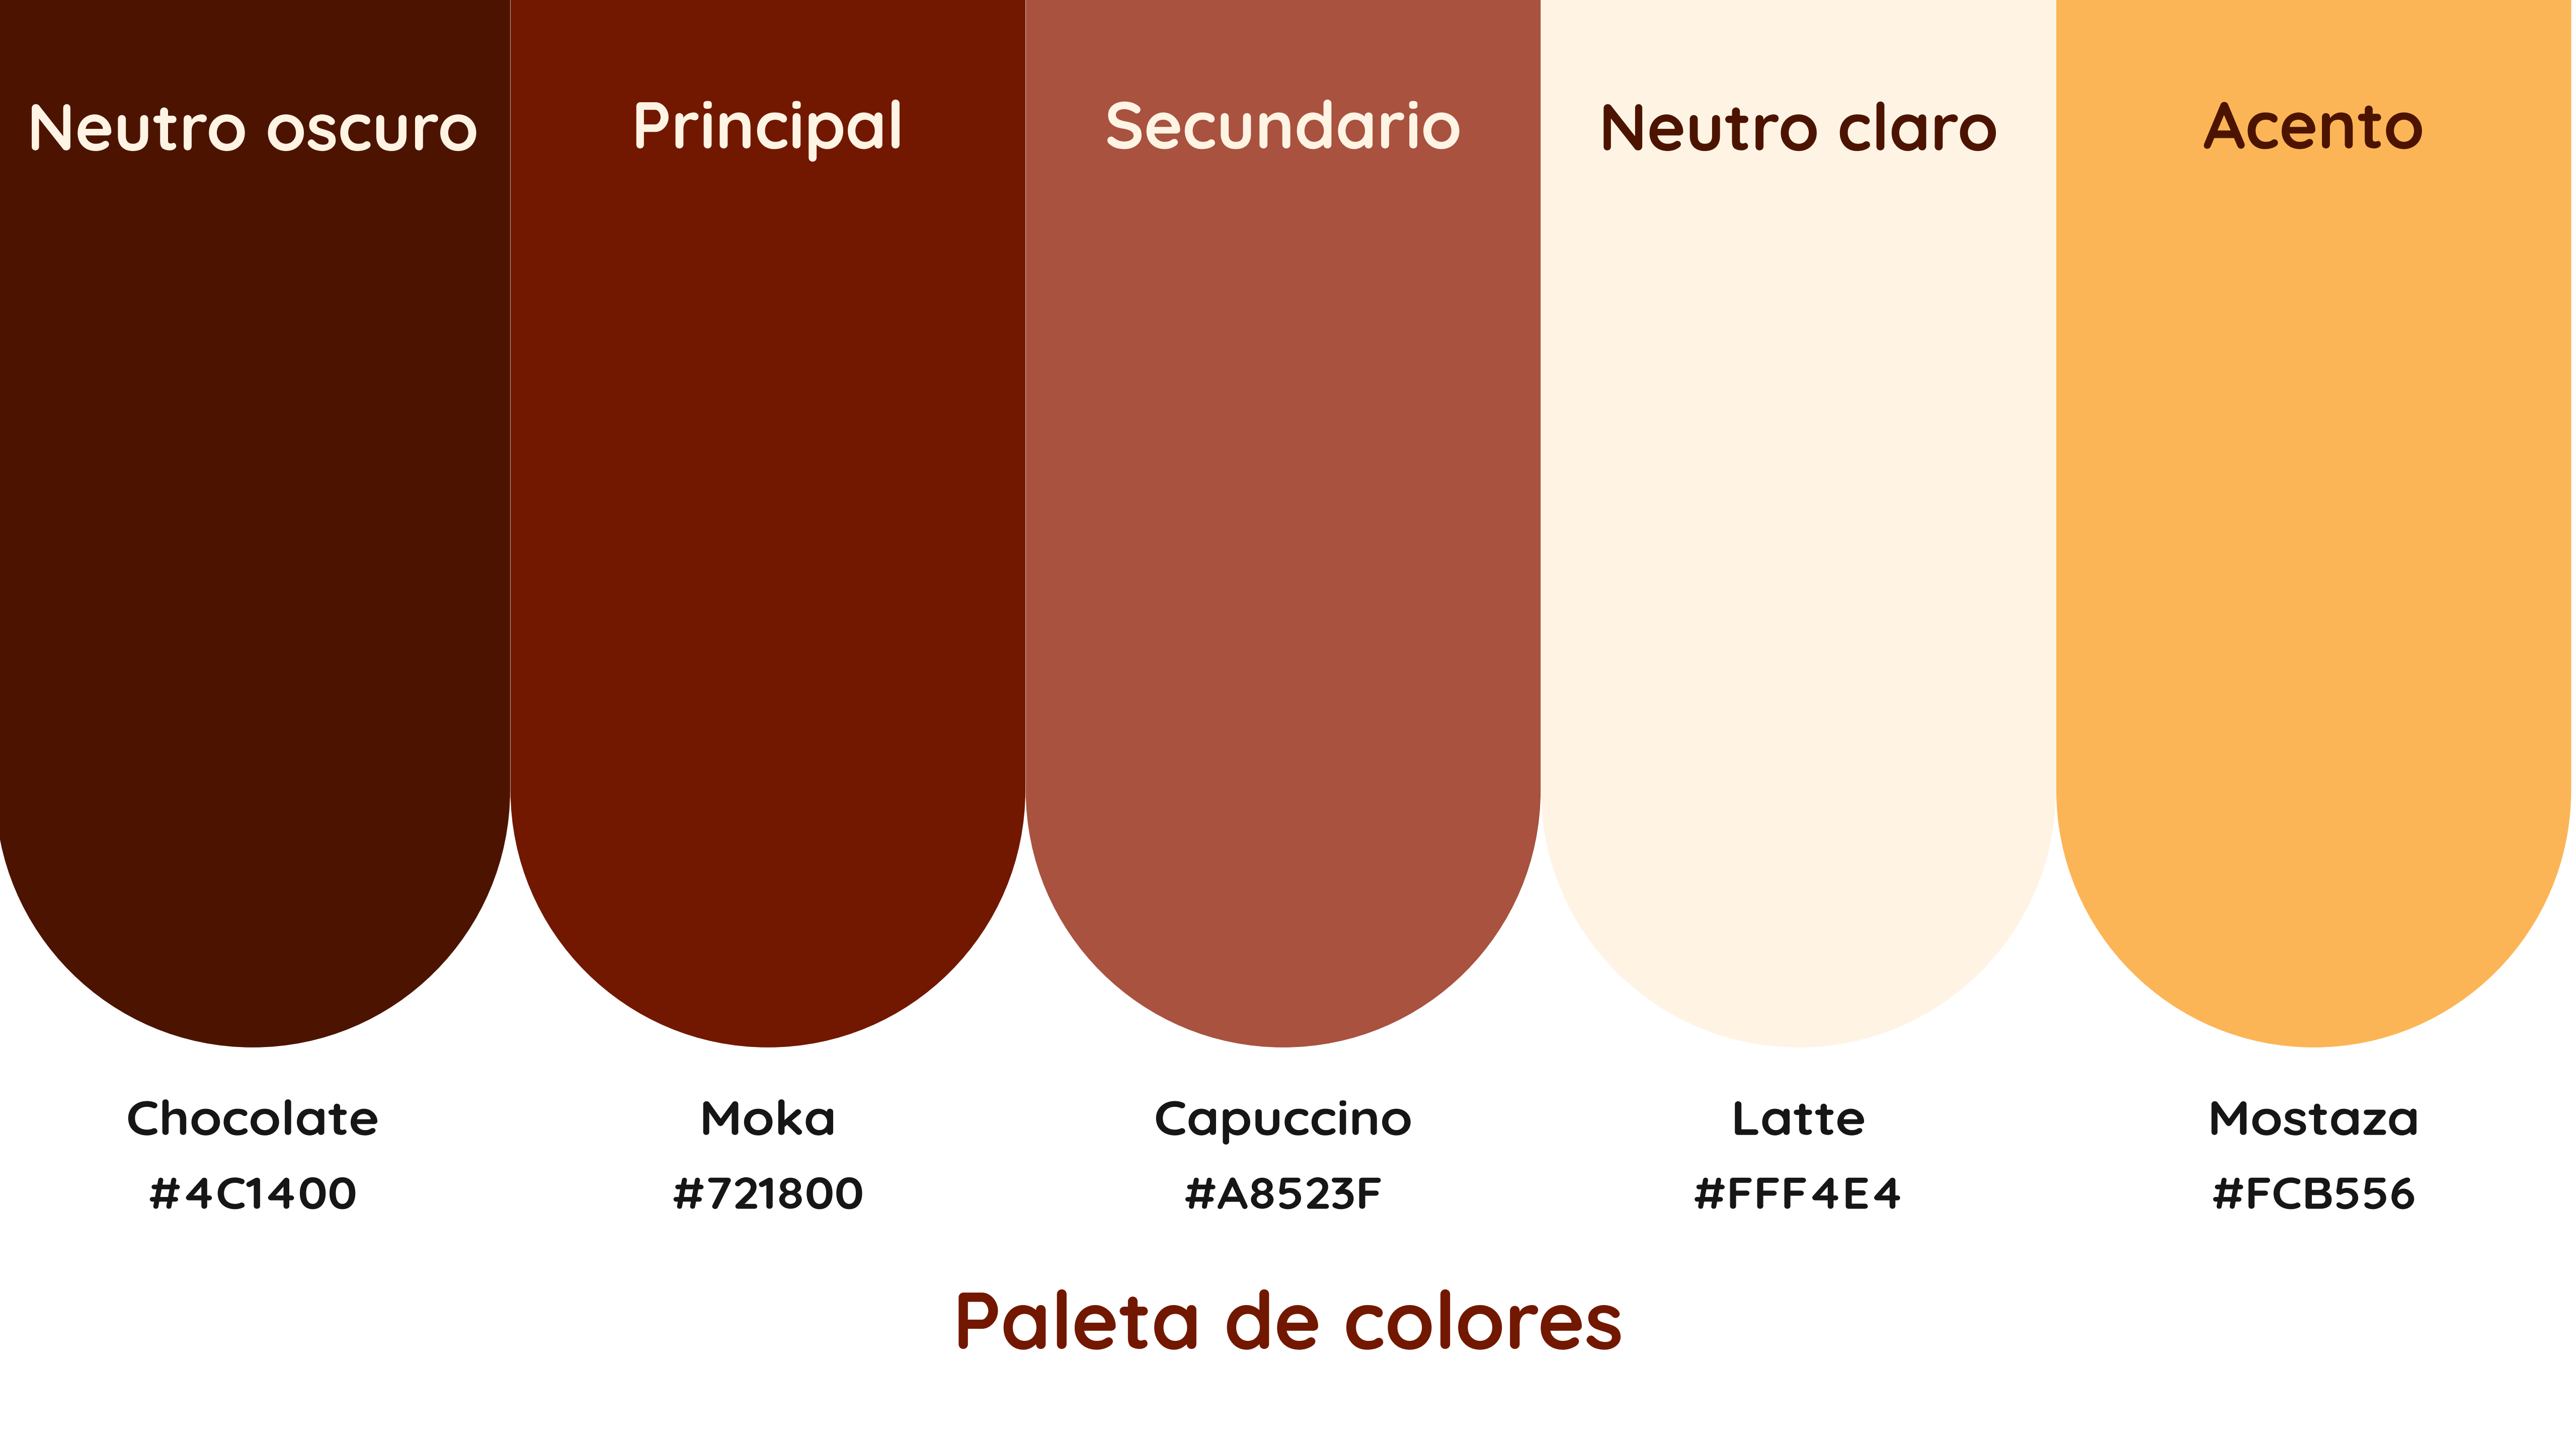 Neutro oscuro
Principal
Secundario
Neutro claro
Acento
Chocolate
#4C1400
Moka
#721800
Capuccino
#A8523F
Latte
#FFF4E4
Mostaza
#FCB556
Paleta de colores